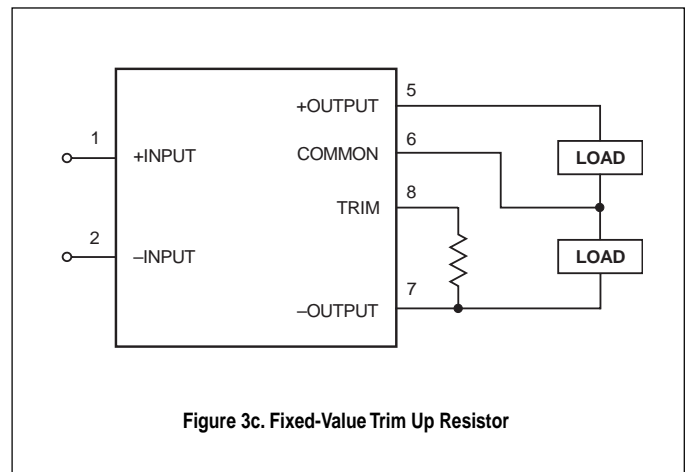 5
+OUTPUT
1
6
+INPUT
COMMON
LOAD
8
TRIM
2
–INPUT
LOAD
7
–OUTPUT
Figure 3c. Fixed-Value Trim Up Resistor